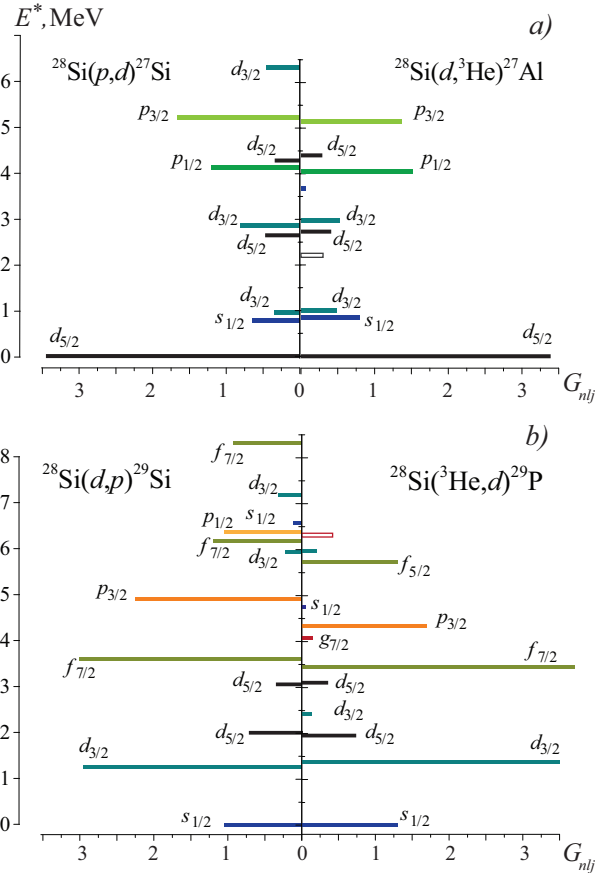 E*, MeV
a)
²⁸Si(p,d)²⁷Si
²⁸Si(d,³He)²⁷Al
6
5
4
3
2
1
0
d₃/₂
p₃/₂
p₃/₂
d₅/₂
d₅/₂
p₁/₂
p₁/₂
d₃/₂
d₃/₂
d₅/₂
d₅/₂
d₃/₂
d₃/₂
s₁/₂
s₁/₂
d₅/₂
d₅/₂
3 2 1 0 1 2 3 Gₙₗⱼ
b)
²⁸Si(d,p)²⁹Si
²⁸Si(³He,d)²⁹P
8
7
6
5
4
3
2
1
0
f₇/₂
d₃/₂
p₁/₂ s₁/₂
f₇/₂
d₃/₂
f₅/₂
p₃/₂
s₁/₂
p₃/₂
g₇/₂
f₇/₂
f₇/₂
d₅/₂
d₅/₂
d₃/₂
d₅/₂
d₅/₂
d₃/₂
d₃/₂
s₁/₂
s₁/₂
3 2 1 0 1 2 3 Gₙₗⱼ